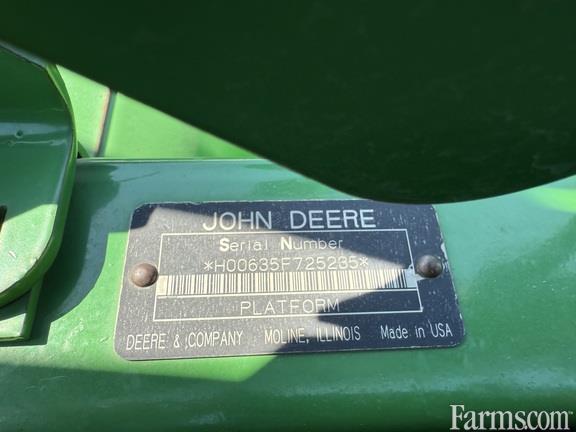 JOHN DEERE
Serial Number
*H00635F725235*
PLATFORM
DEERE & COMPANY MOLINE, ILLINOIS Made in USA
Farms.com®